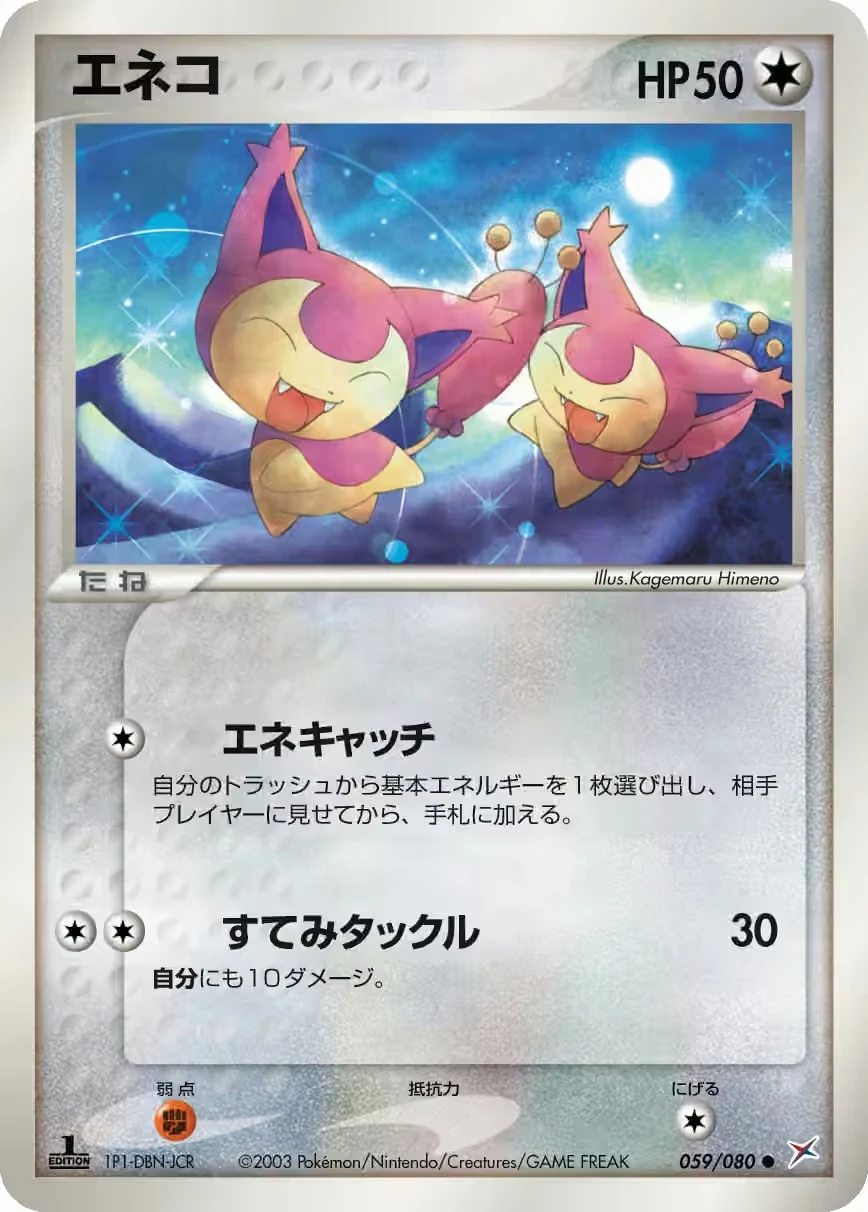 エネコ
HP50
たね
Illus.Kagemaru Himeno
エネキャッチ
自分のトラッシュから基本エネルギーを1枚選び出し、相手
プレイヤーに見せてから、手札に加える。
すてみタックル 30
自分にも10ダメージ。
弱点 抵抗力 にげる
1 EDITION 1P1-DBN-JCR ©2003 Pokémon/Nintendo/Creatures/GAME FREAK 059/080 ●